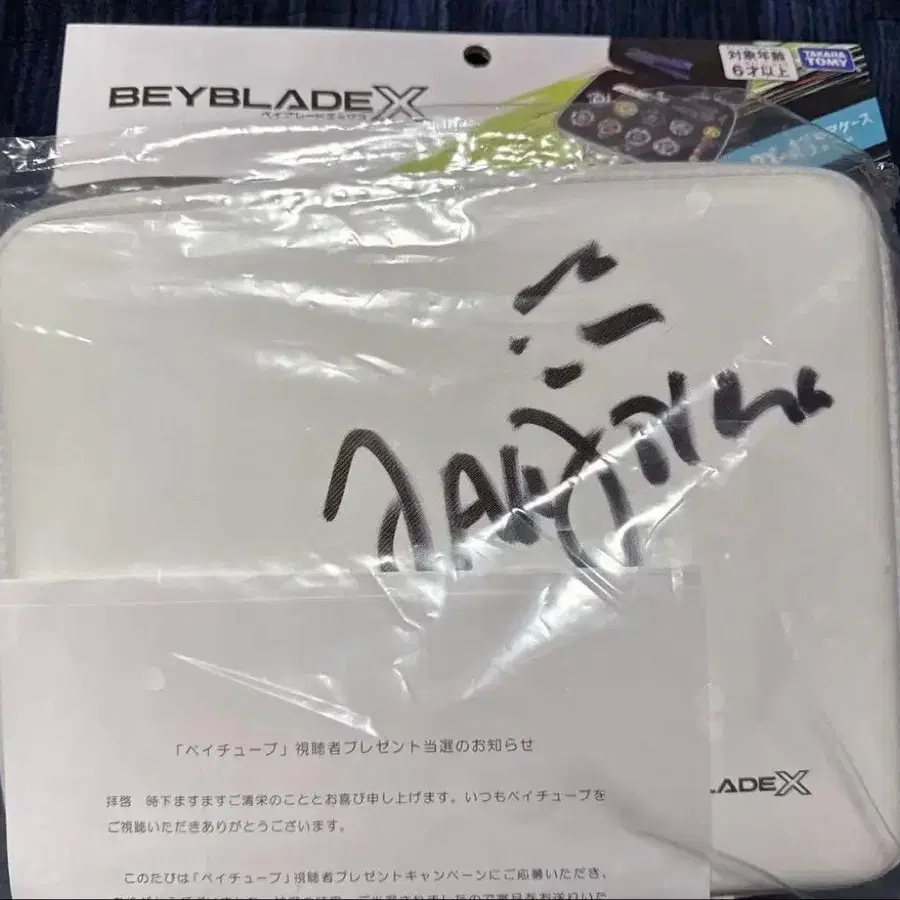 BEYBLADE X
ベイブレードエックス
対象年齢
6才以上
TAKARA
TOMY
ケース
「ベイチューブ」視聴者プレゼント当選のお知らせ
拝啓　時下ますますご清栄のこととお喜び申し上げます。いつもベイチューブを
ご視聴いただきありがとうございます。
このたびは「ベイチューブ」視聴者プレゼントキャンペーンにご応募いただき、
LADE X